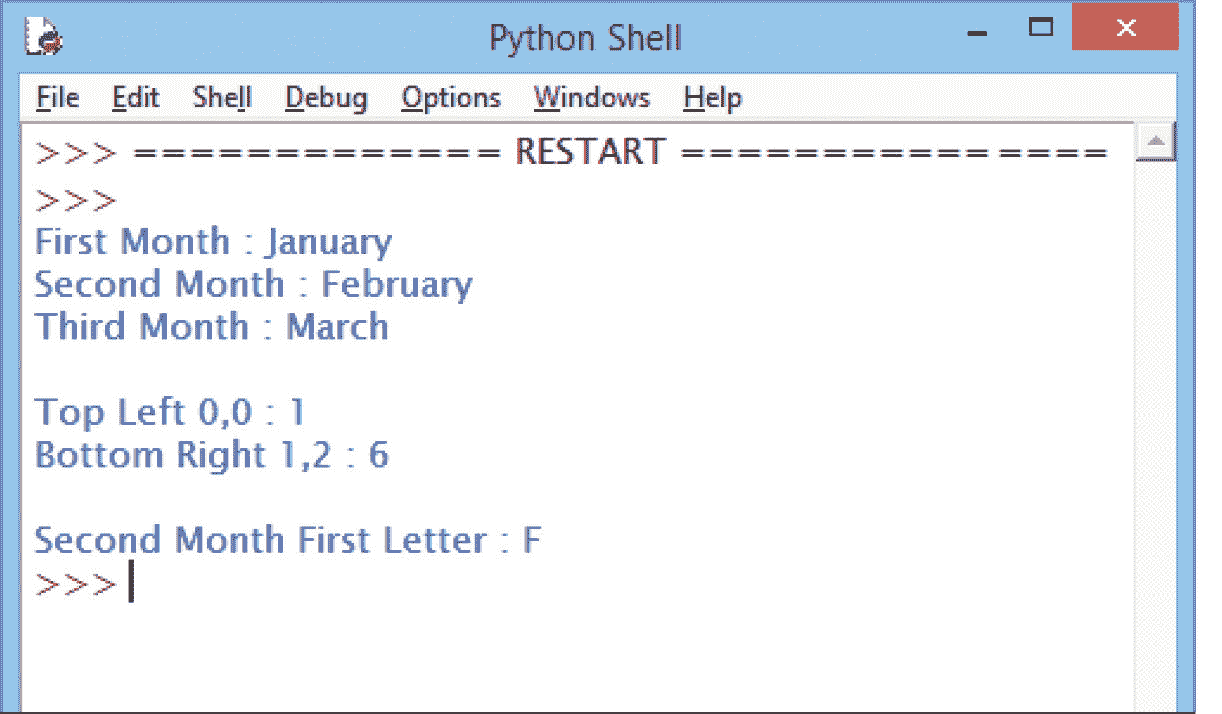 Python Shell
File Edit Shell Debug Options Windows Help
>>> ============= RESTART ===============
>>>
First Month : January
Second Month : February
Third Month : March
Top Left 0,0 : 1
Bottom Right 1,2 : 6
Second Month First Letter : F
>>>